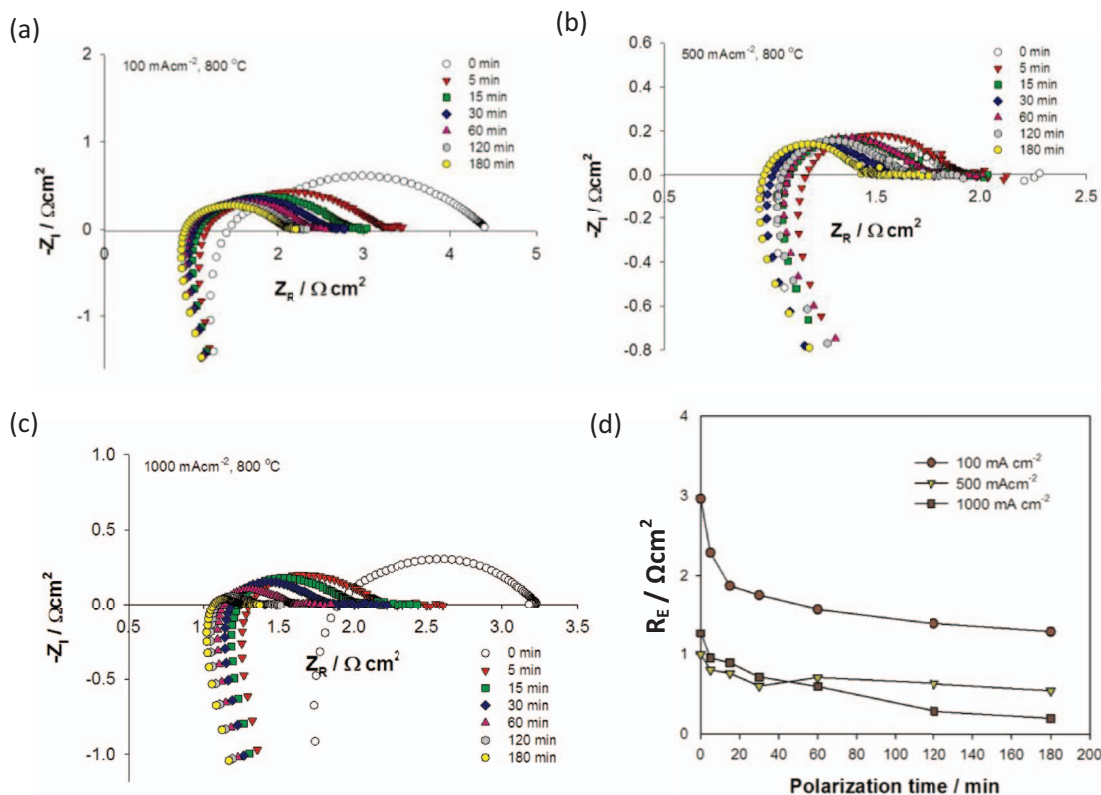 (a)
100 mAcm⁻², 800 °C
0 min
5 min
15 min
30 min
60 min
120 min
180 min
-Z_I / Ωcm²
2
1
0
-1
0
1
2
3
4
5
Z_R / Ω cm²
(b)
500 mAcm⁻², 800 °C
0 min
5 min
15 min
30 min
60 min
120 min
180 min
-Z_I / Ωcm²
0.6
0.4
0.2
0.0
-0.2
-0.4
-0.6
-0.8
0.5
1.0
1.5
2.0
2.5
Z_R / Ω cm²
(c)
1000 mAcm⁻², 800 °C
-Z_I / Ωcm²
1.0
0.5
0.0
-0.5
-1.0
0.5
1.0
1.5
2.0
2.5
3.0
3.5
Z_R / Ω cm²
0 min
5 min
15 min
30 min
60 min
120 min
180 min
(d)
100 mA cm⁻²
500 mAcm⁻²
1000 mA cm⁻²
R_E / Ωcm²
4
3
2
1
0
0 20 40 60 80 100 120 140 160 180 200
Polarization time / min